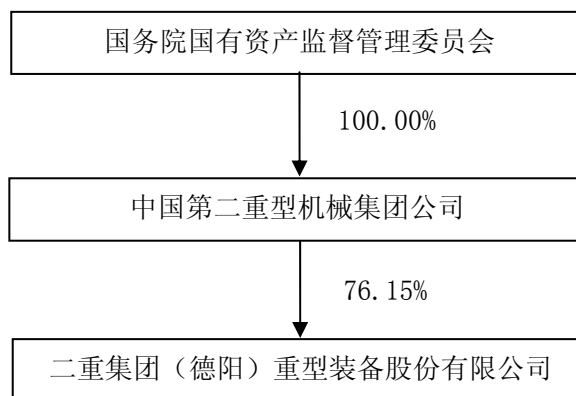 国务院国有资产监督管理委员会
100.00%
中国第二重型机械集团公司
76.15%
二重集团（德阳）重型装备股份有限公司